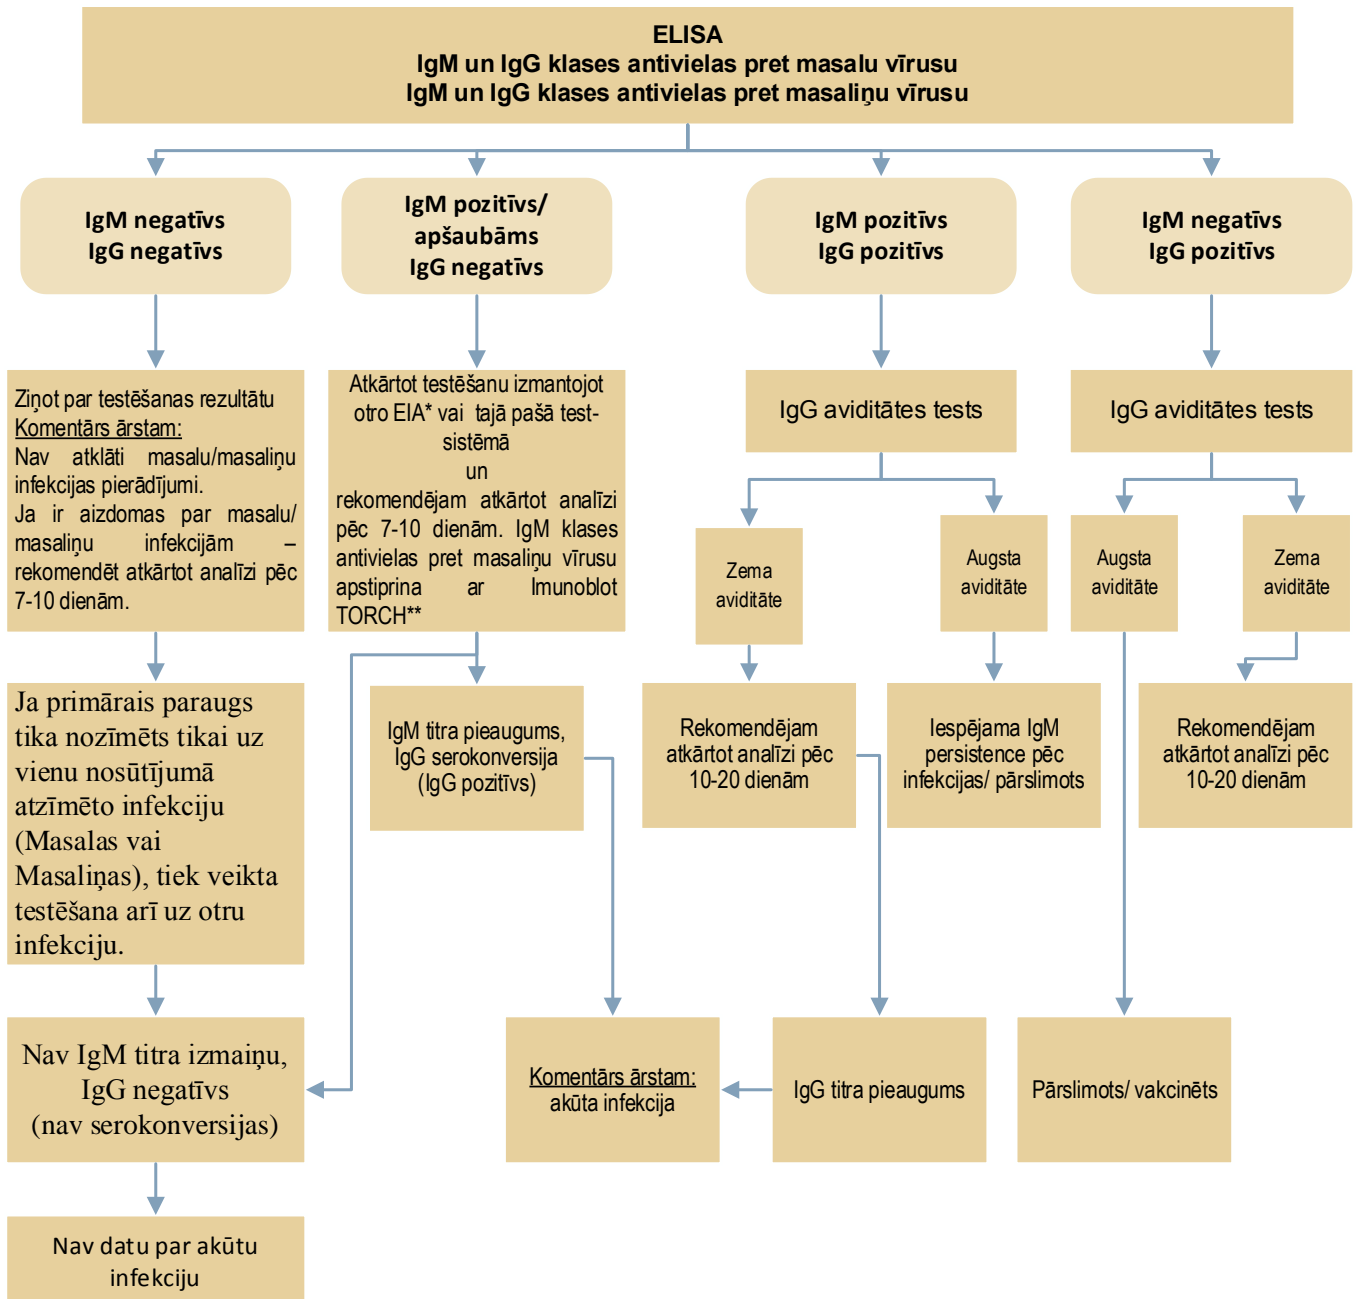 ELISA
IgM un IgG klases antivielas pret masalu vīrusu
IgM un IgG klases antivielas pret masaliņu vīrusu
IgM negatīvs
IgG negatīvs
IgM pozitīvs/
apšaubāms
IgG negatīvs
IgM pozitīvs
IgG pozitīvs
IgM negatīvs
IgG pozitīvs
Ziņot par testēšanas rezultātu
Komentārs ārstam:
Nav atklāti masalu/masaliņu
infekcijas pierādījumi.
Ja ir aizdomas par masalu/
masaliņu infekcijām –
rekomendēt atkārtot analīzi pēc
7-10 dienām.
Atkārtot testēšanu izmantojot
otro EIA* vai tajā pašā test-
sistēmā
un
rekomendējam atkārtot analīzi
pēc 7-10 dienām. IgM klases
antivielas pret masaliņu vīrusu
apstiprina ar Imunoblot
TORCH**
IgG aviditātes tests
IgG aviditātes tests
Zema
aviditāte
Augsta
aviditāte
Augsta
aviditāte
Zema
aviditāte
Ja primārais paraugs
tika nozīmēts tikai uz
vienu nosūtījumā
atzīmēto infekciju
(Masalas vai
Masaliņas), tiek veikta
testēšana arī uz otru
infekciju.
IgM titra pieaugums,
IgG serokonversija
(IgG pozitīvs)
Rekomendējam
atkārtot analīzi pēc
10-20 dienām
Iespējama IgM
persistence pēc
infekcijas/ pārslimots
Rekomendējam
atkārtot analīzi pēc
10-20 dienām
Nav IgM titra izmaiņu,
IgG negatīvs
(nav serokonversijas)
Komentārs ārstam:
akūta infekcija
IgG titra pieaugums
Pārslimots/ vakcinēts
Nav datu par akūtu
infekciju